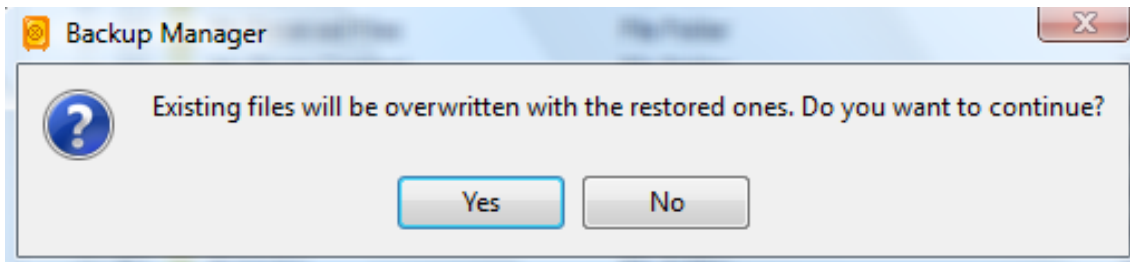 Backup Manager
Existing files will be overwritten with the restored ones. Do you want to continue?
Yes
No